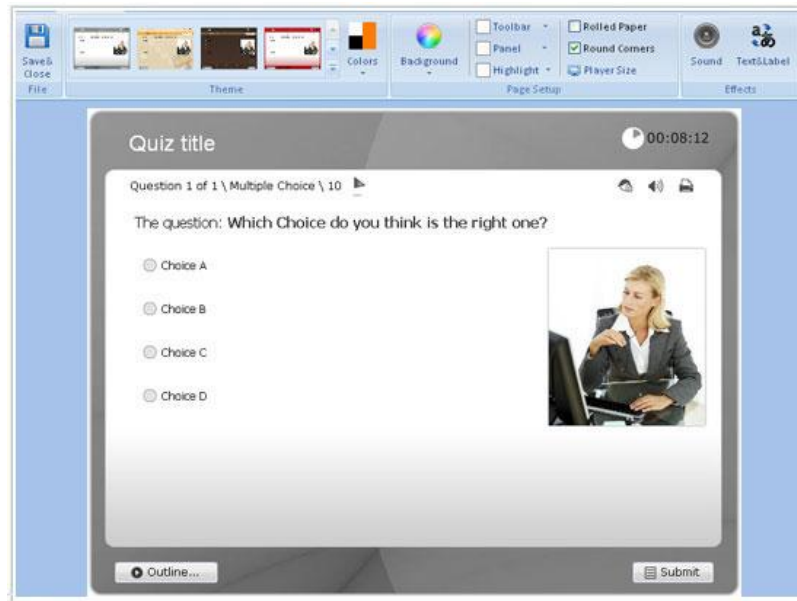 Save& Close
File
Theme
Colors
Background
Toolbar
Panel
Highlight
Rolled Paper
Round Corners
Player Size
Page Setup
Sound
Text&Label
Effects
Quiz title
00:08:12
Question 1 of 1 \ Multiple Choice \ 10
The question: Which Choice do you think is the right one?
Choice A
Choice B
Choice C
Choice D
Outline...
Submit